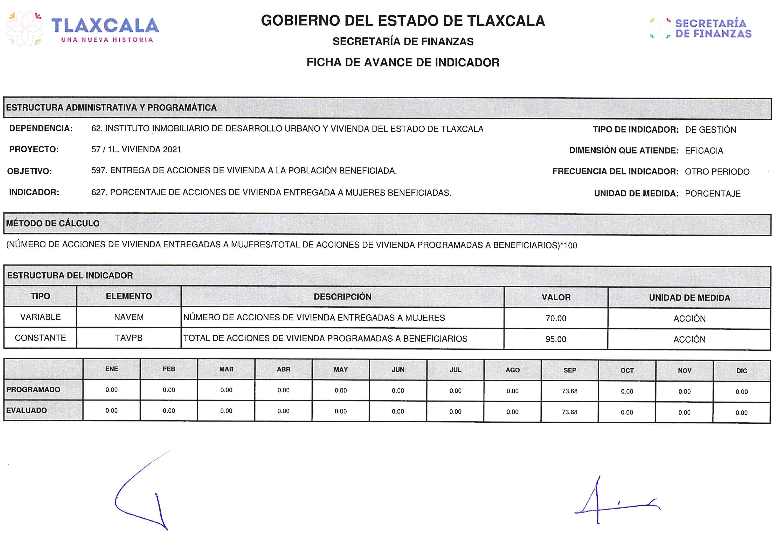 TLAXCALA
UNA NUEVA HISTORIA
GOBIERNO DEL ESTADO DE TLAXCALA
SECRETARÍA DE FINANZAS
FICHA DE AVANCE DE INDICADOR
SECRETARÍA
DE FINANZAS
ESTRUCTURA ADMINISTRATIVA Y PROGRAMÁTICA
DEPENDENCIA: 62. INSTITUTO INMOBILIARIO DE DESARROLLO URBANO Y VIVIENDA DEL ESTADO DE TLAXCALA TIPO DE INDICADOR: DE GESTIÓN
PROYECTO: 57 / 1L. VIVIENDA 2021 DIMENSIÓN QUE ATIENDE: EFICACIA
OBJETIVO: 597. ENTREGA DE ACCIONES DE VIVIENDA A LA POBLACIÓN BENEFICIADA. FRECUENCIA DEL INDICADOR: OTRO PERIODO
INDICADOR: 627. PORCENTAJE DE ACCIONES DE VIVIENDA ENTREGADA A MUJERES BENEFICIADAS. UNIDAD DE MEDIDA: PORCENTAJE
MÉTODO DE CÁLCULO
(NÚMERO DE ACCIONES DE VIVIENDA ENTREGADAS A MUJERES/TOTAL DE ACCIONES DE VIVIENDA PROGRAMADAS A BENEFICIARIOS)*100
ESTRUCTURA DEL INDICADOR
TIPO ELEMENTO DESCRIPCIÓN VALOR UNIDAD DE MEDIDA
VARIABLE NAVEM NÚMERO DE ACCIONES DE VIVIENDA ENTREGADAS A MUJERES 70.00 ACCIÓN
CONSTANTE TAVPB TOTAL DE ACCIONES DE VIVIENDA PROGRAMADAS A BENEFICIARIOS 95.00 ACCIÓN
ENE FEB MAR ABR MAY JUN JUL AGO SEP OCT NOV DIC
PROGRAMADO 0.00 0.00 0.00 0.00 0.00 0.00 0.00 0.00 73.68 0.00 0.00 0.00
EVALUADO 0.00 0.00 0.00 0.00 0.00 0.00 0.00 0.00 73.68 0.00 0.00 0.00